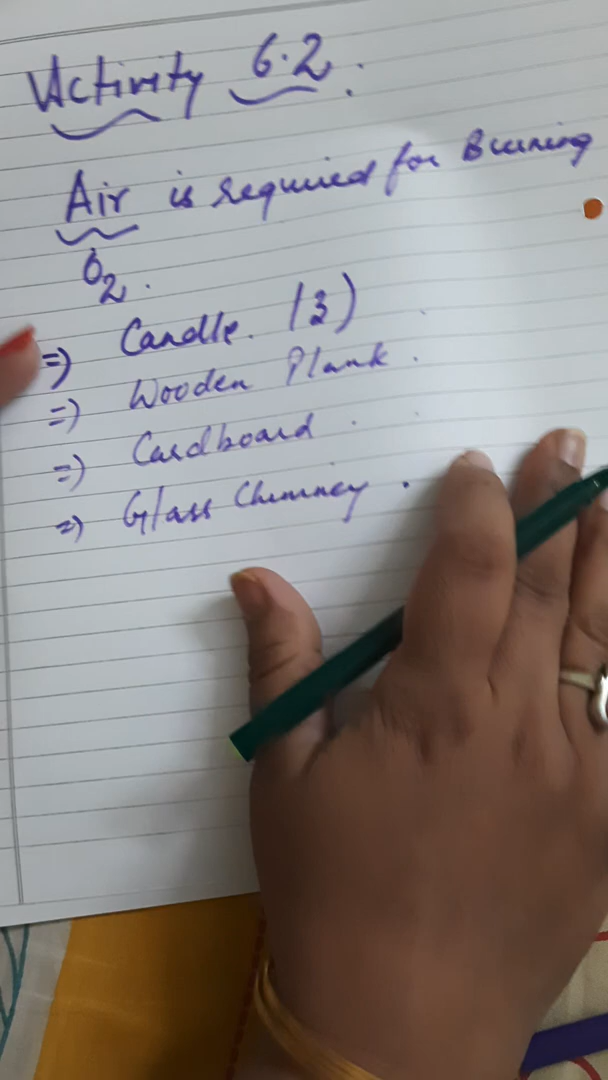 Activity 6.2 :
Air is required for Burning
O2.
=> Candle. (3)
=> Wooden Plank.
=> Cardboard.
=> Glass Chimney.